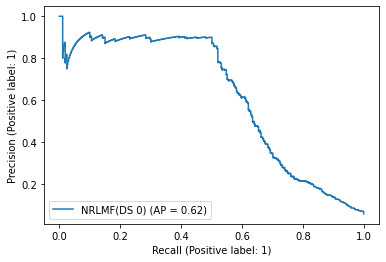 1.0
0.8
0.6
0.4
0.2
Precision (Positive label: 1)
NRLMF(DS 0) (AP = 0.62)
0.0 0.2 0.4 0.6 0.8 1.0
Recall (Positive label: 1)